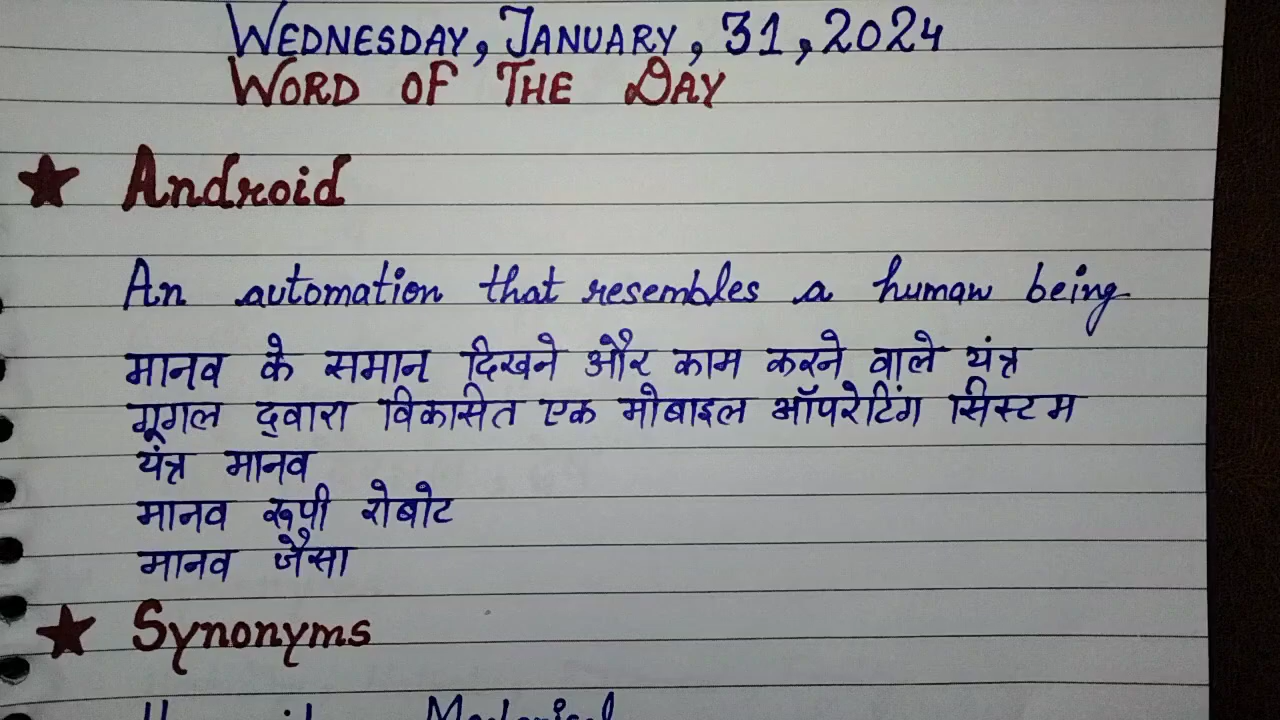 WEDNESDAY, JANUARY, 31, 2024
WORD OF THE DAY
Android
An automation that resembles a human being
मानव के समान दिखने और काम करने वाले यंत्र
गूगल द्वारा विकासित एक मोबाइल ऑपरेटिंग सिस्टम
यंत्र मानव
मानव रूपी रोबोट
मानव जैसा
Synonyms